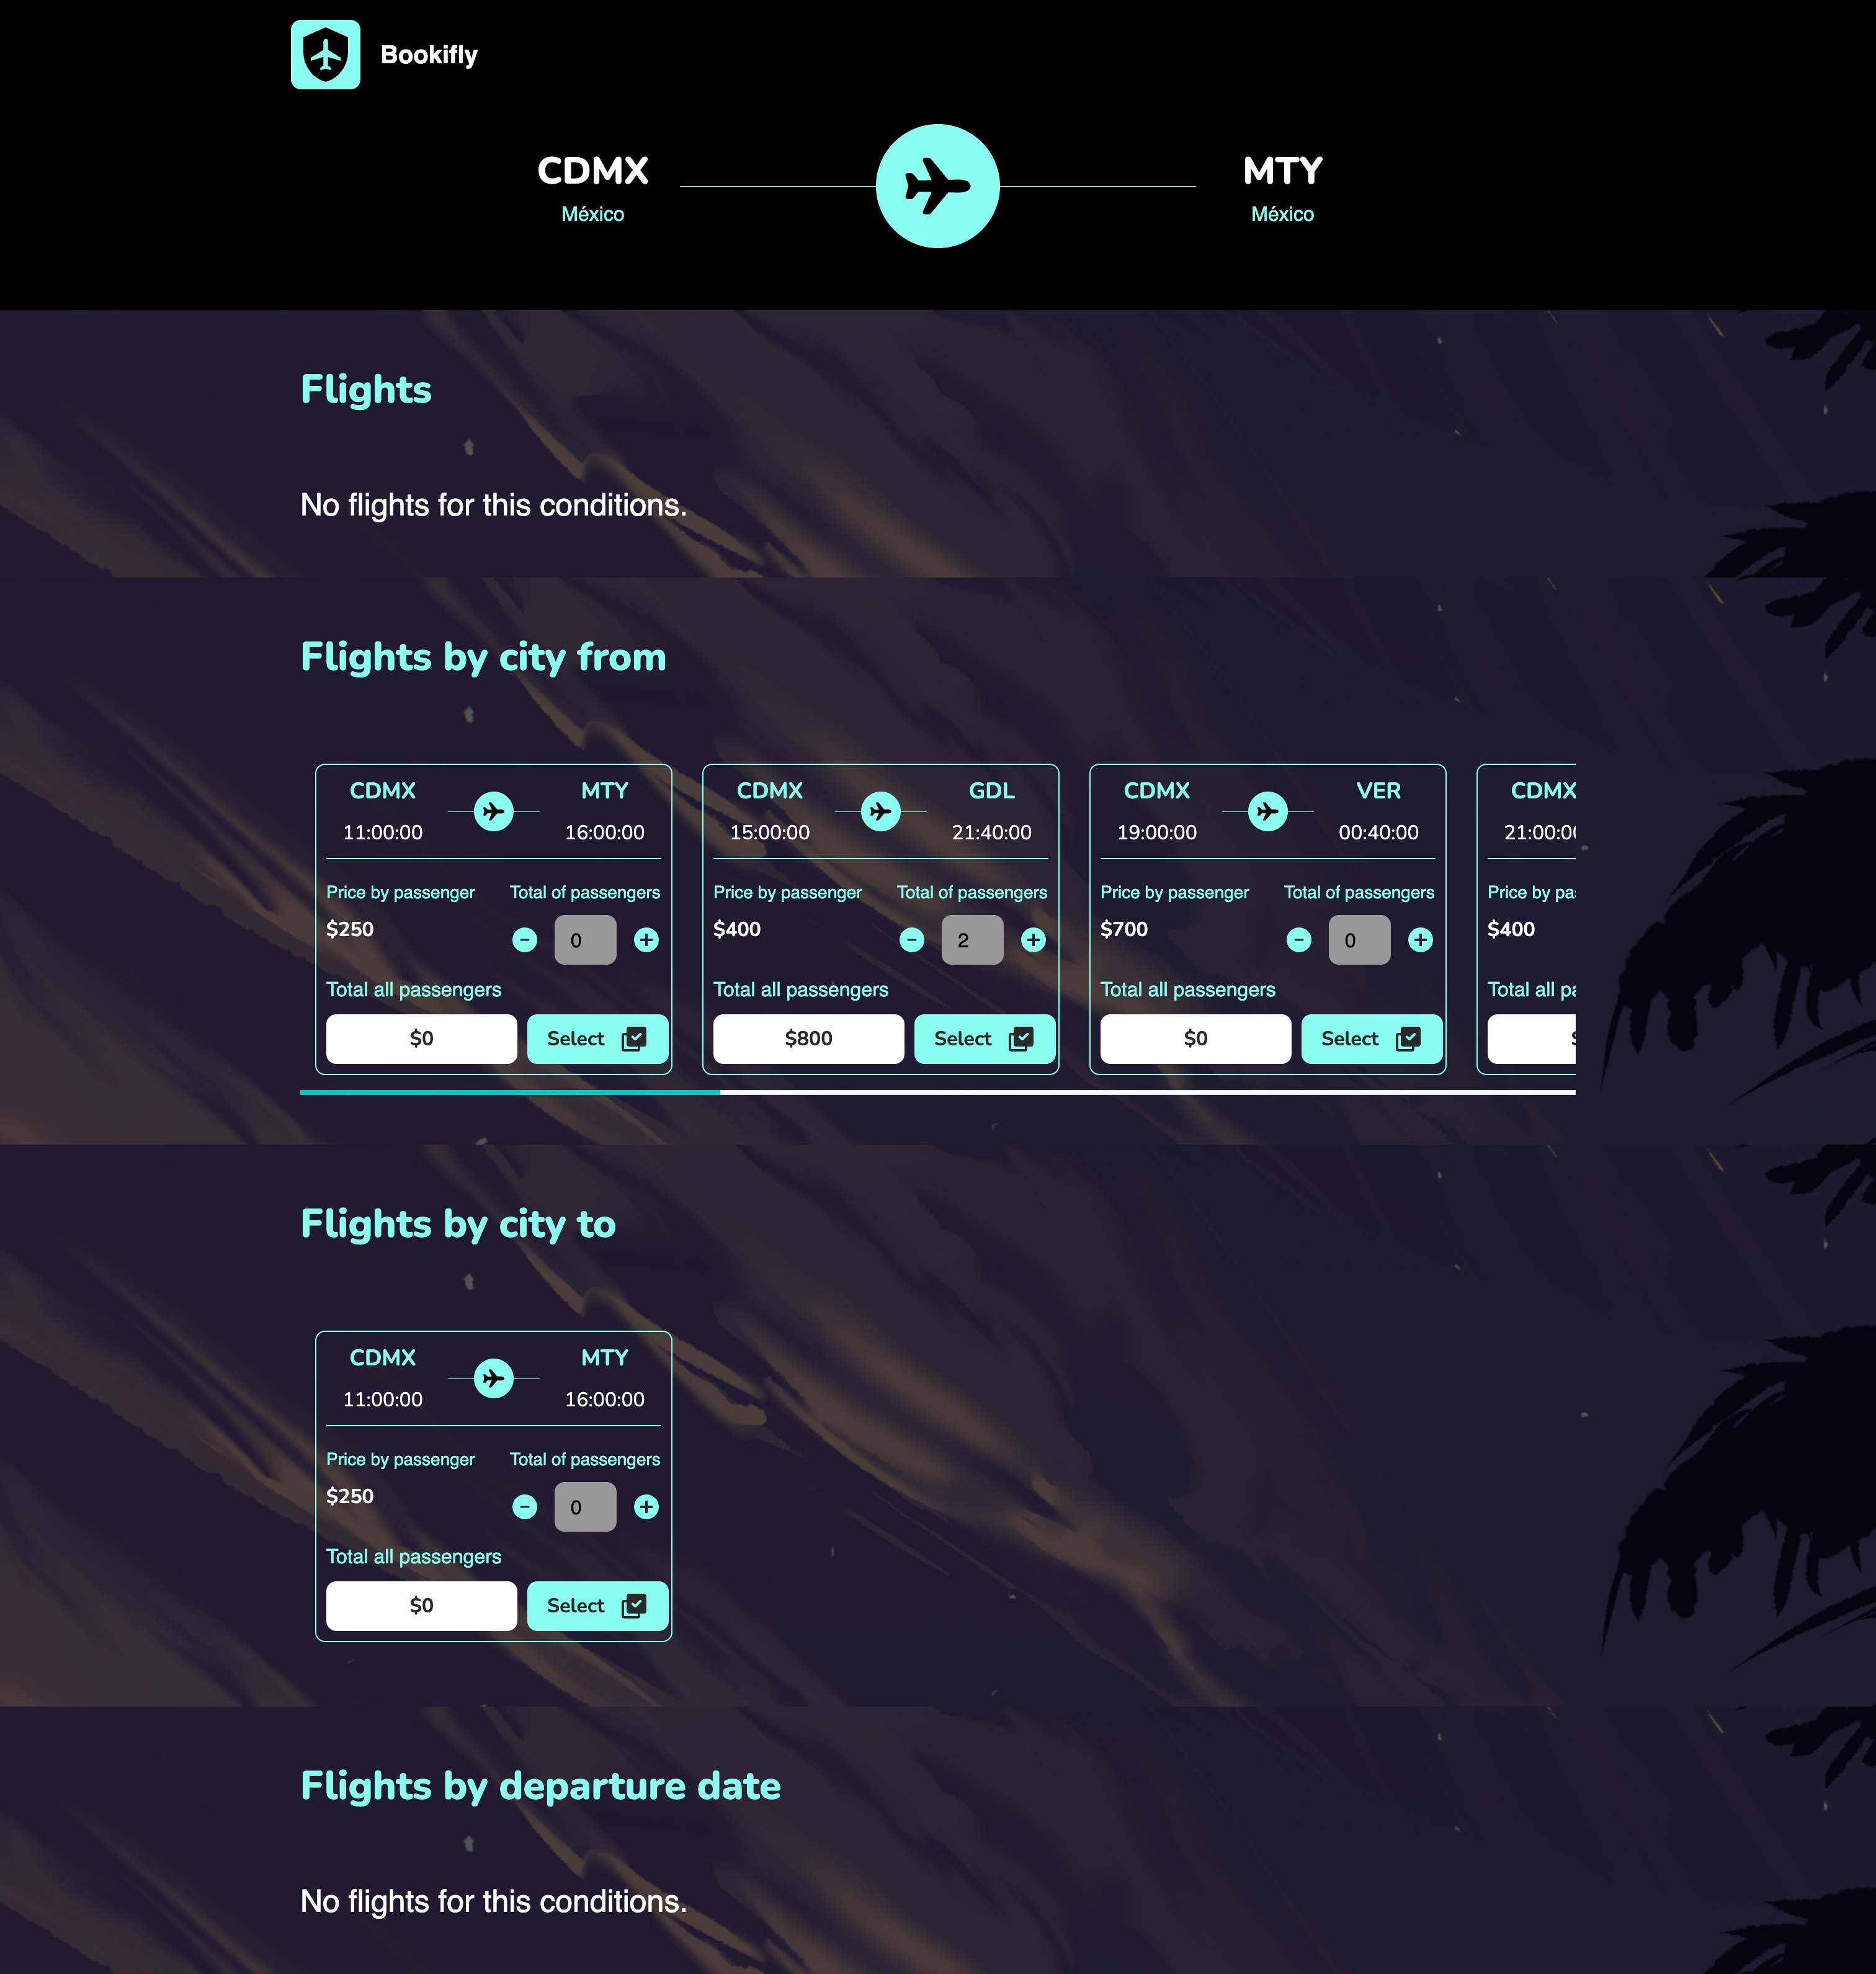 Bookifly
CDMX
MTY
México
México
Flights
No flights for this conditions.
Flights by city from
CDMX
MTY
11:00:00
16:00:00
Price by passenger
Total of passengers
$250
-
0
+
Total all passengers
$0
Select
CDMX
GDL
15:00:00
21:40:00
Price by passenger
Total of passengers
$400
-
2
+
Total all passengers
$800
Select
CDMX
VER
19:00:00
00:40:00
Price by passenger
Total of passengers
$700
-
0
+
Total all passengers
$0
Select
CDMX
21:00:00
Price by pa
$400
Total all pa
Flights by city to
CDMX
MTY
11:00:00
16:00:00
Price by passenger
Total of passengers
$250
-
0
+
Total all passengers
$0
Select
Flights by departure date
No flights for this conditions.